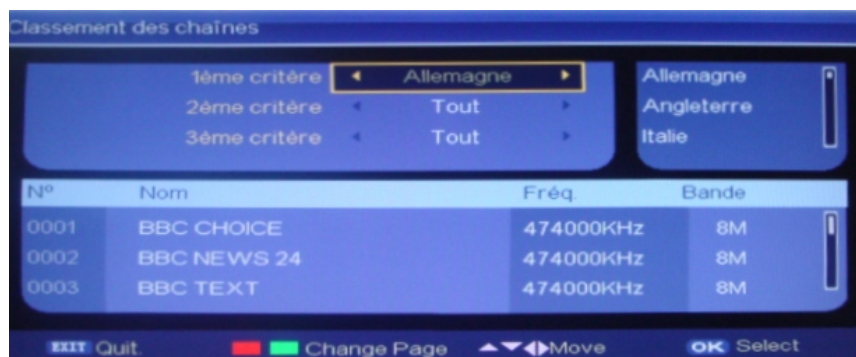 Classement des chaînes
1ème critère Allemagne
2ème critère Tout
3ème critère Tout
Allemagne
Angleterre
Italie
Nº Nom Fréq. Bande
0001 BBC CHOICE 474000KHz 8M
0002 BBC NEWS 24 474000KHz 8M
0003 BBC TEXT 474000KHz 8M
EXIT Quit. Change Page Move OK Select